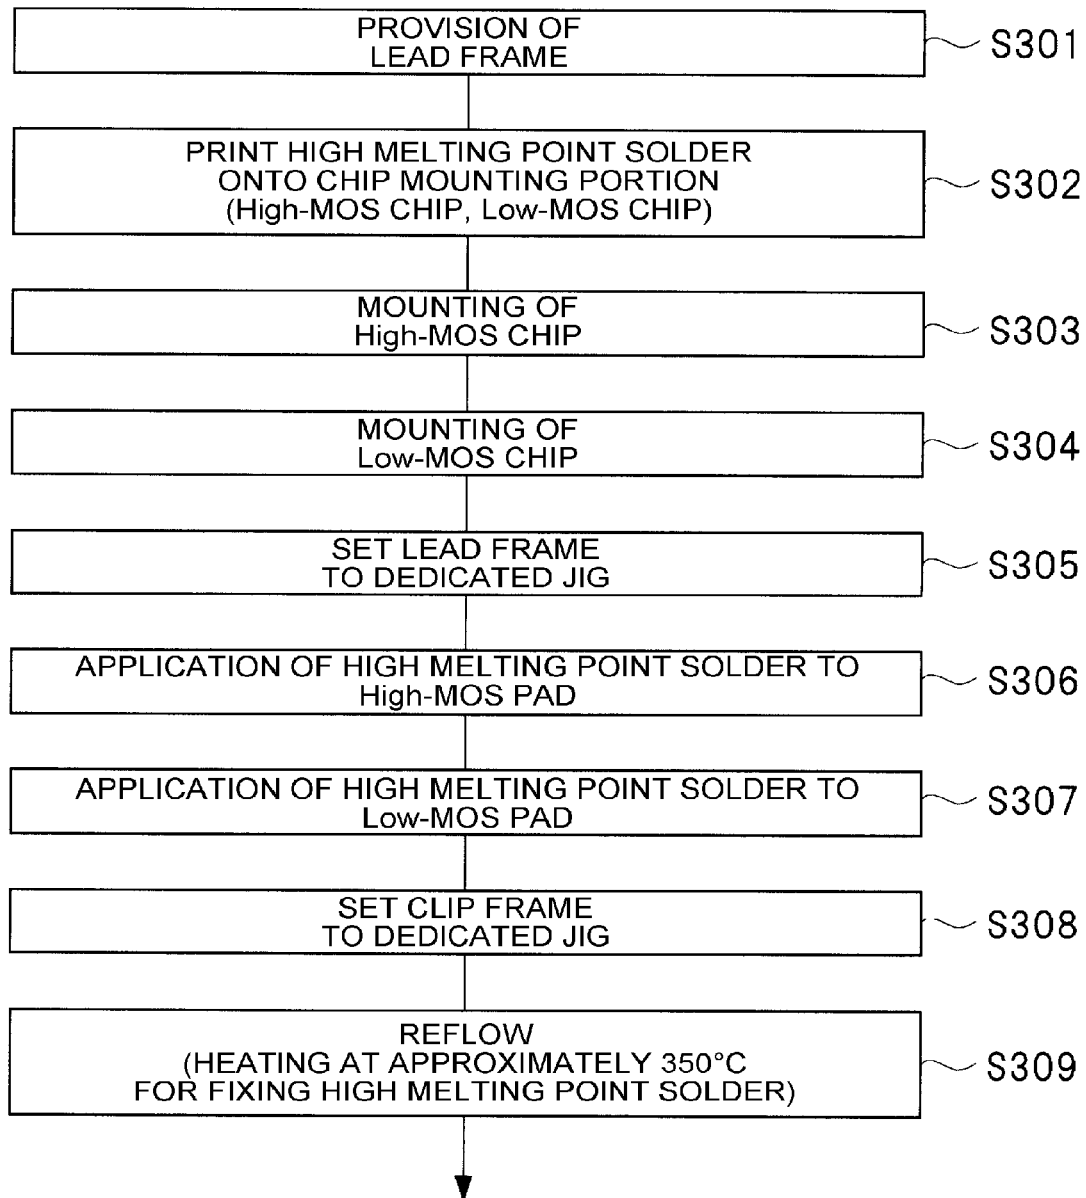 PROVISION OF
LEAD FRAME
S301
PRINT HIGH MELTING POINT SOLDER
ONTO CHIP MOUNTING PORTION
(High-MOS CHIP, Low-MOS CHIP)
S302
MOUNTING OF
High-MOS CHIP
S303
MOUNTING OF
Low-MOS CHIP
S304
SET LEAD FRAME
TO DEDICATED JIG
S305
APPLICATION OF HIGH MELTING POINT SOLDER TO
High-MOS PAD
S306
APPLICATION OF HIGH MELTING POINT SOLDER TO
Low-MOS PAD
S307
SET CLIP FRAME
TO DEDICATED JIG
S308
REFLOW
(HEATING AT APPROXIMATELY 350°C
FOR FIXING HIGH MELTING POINT SOLDER)
S309